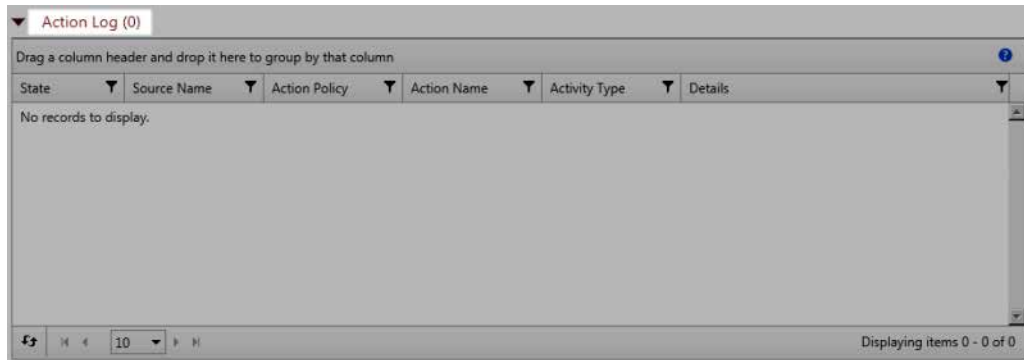 Action Log (0)
Drag a column header and drop it here to group by that column
State Source Name Action Policy Action Name Activity Type Details
No records to display.
10 Displaying items 0 - 0 of 0